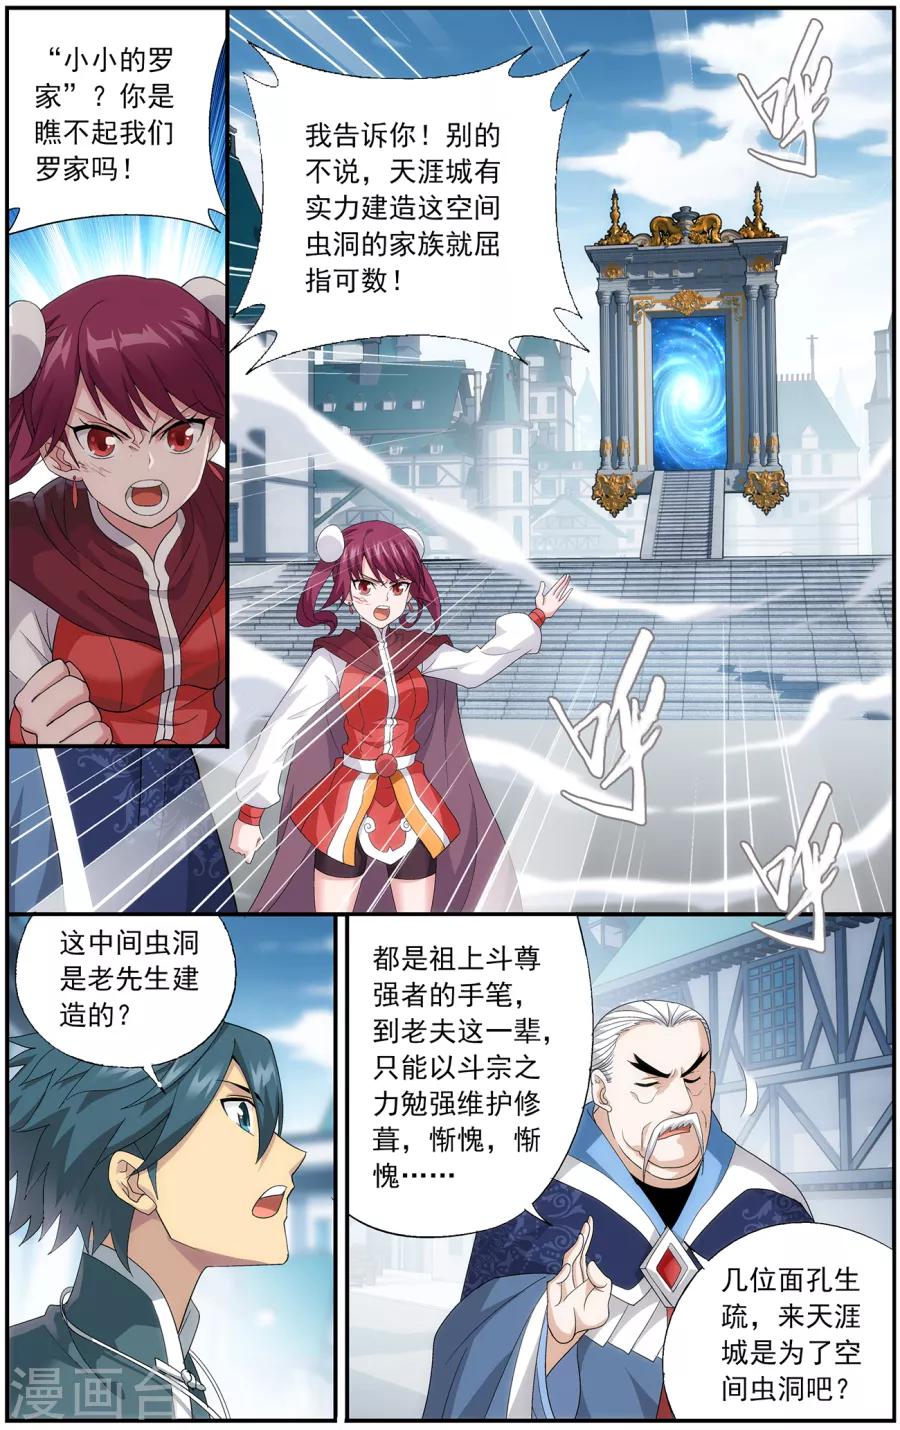 “小小的罗
家”？你是
瞧不起我们
罗家吗！
我告诉你！别的
不说，天涯城有
实力建造这空间
虫洞的家族就屈
指可数！
呼
呼
呼
这中间虫洞
是老先生建
造的？
都是祖上斗尊
强者的手笔，
到老夫这一辈，
只能以斗宗之
力勉强维护修
葺，惭愧，惭
愧……
几位面孔生
疏，来天涯
城是为了空
间虫洞吧？
漫画台